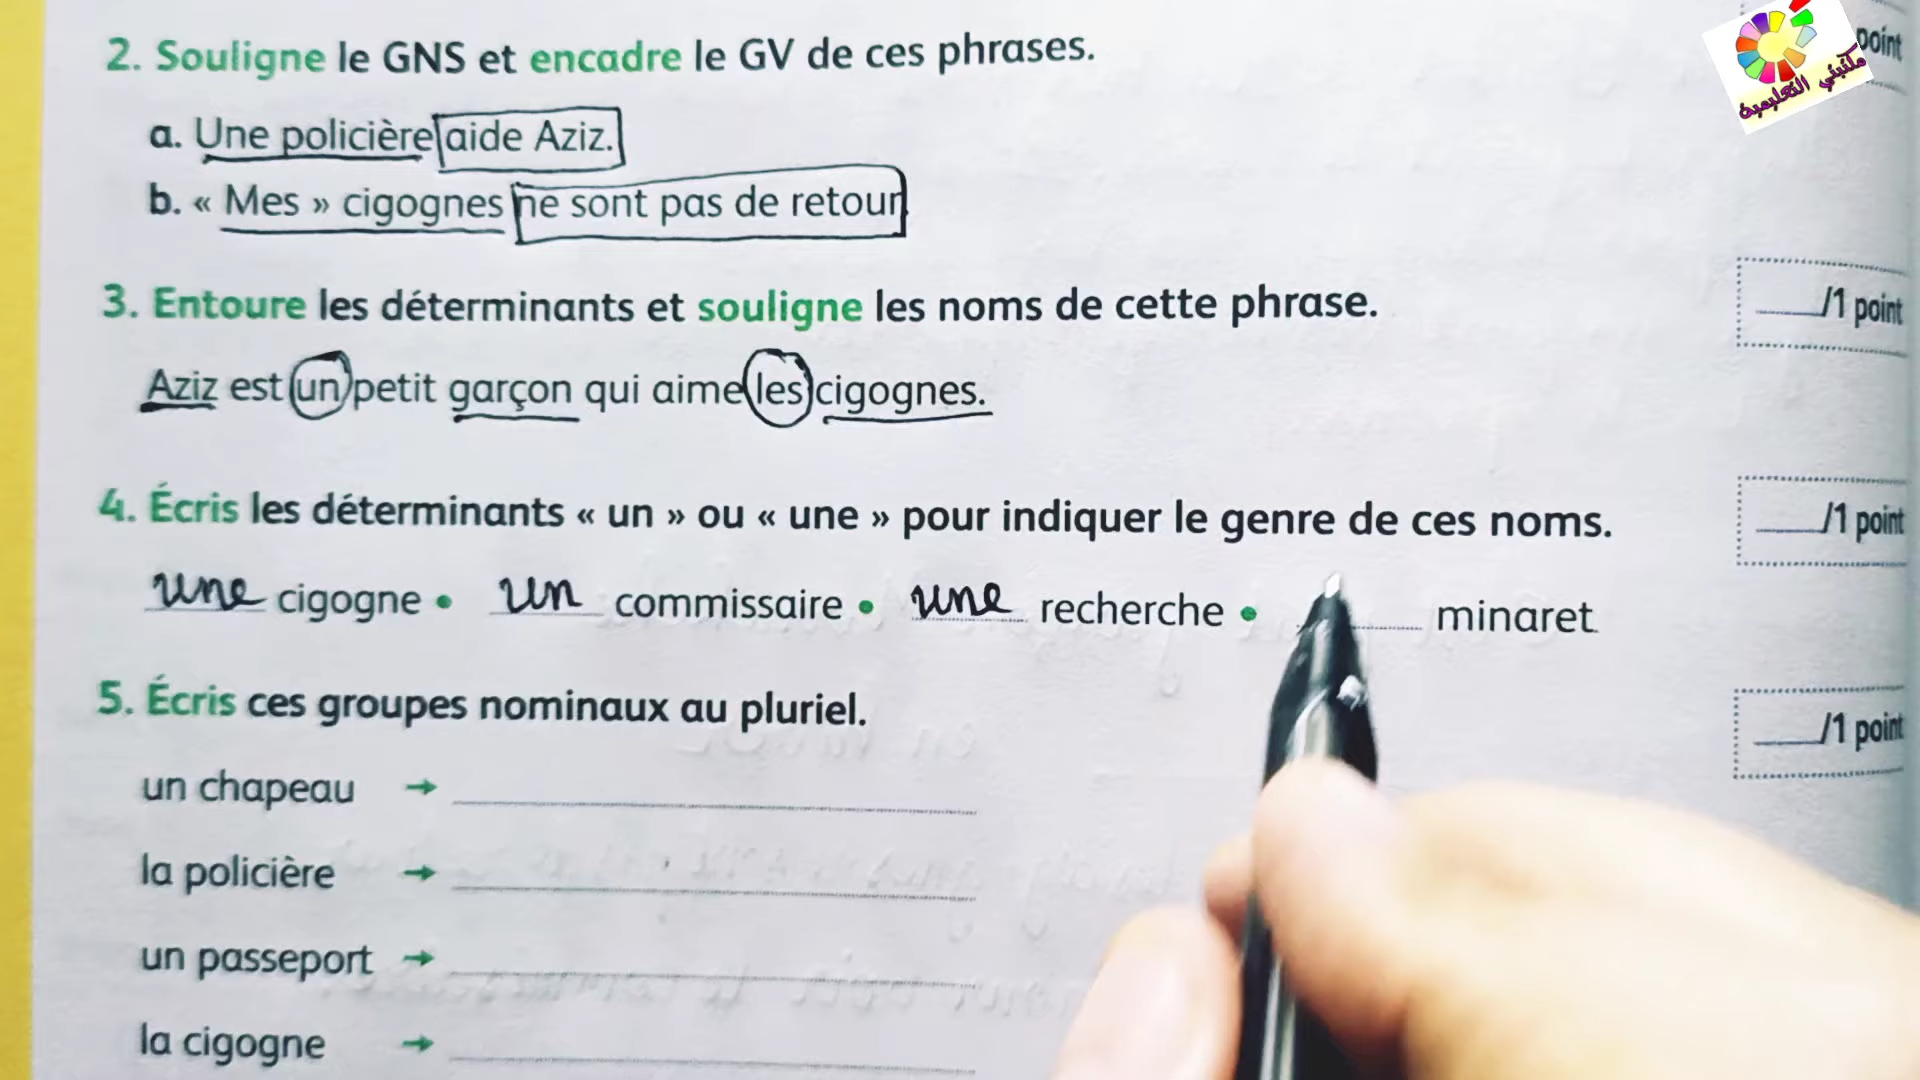 point
مكتبتي التعليمية
2. Souligne le GNS et encadre le GV de ces phrases.
a. Une policière aide Aziz.
b. « Mes » cigognes ne sont pas de retour
3. Entoure les déterminants et souligne les noms de cette phrase.
/1 point
Aziz est un petit garçon qui aime les cigognes.
4. Écris les déterminants « un » ou « une » pour indiquer le genre de ces noms.
/1 point
une cigogne • un commissaire • une recherche • minaret
5. Écris ces groupes nominaux au pluriel.
/1 point
un chapeau →
la policière →
un passeport →
la cigogne →